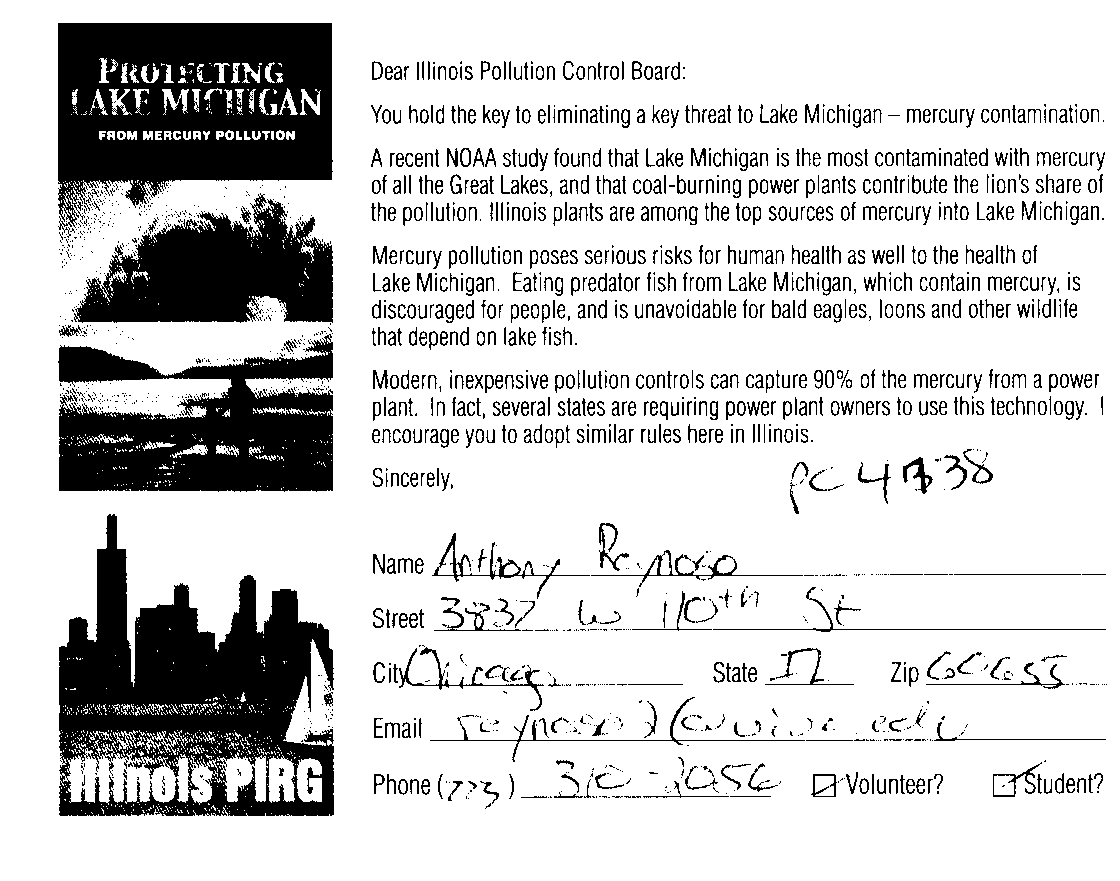 PROTECTING
LAKE MICHIGAN
FROM MERCURY POLLUTION
Illinois PIRG
Dear Illinois Pollution Control Board:
You hold the key to eliminating a key threat to Lake Michigan – mercury contamination.
A recent NOAA study found that Lake Michigan is the most contaminated with mercury
of all the Great Lakes, and that coal-burning power plants contribute the lion's share of
the pollution. Illinois plants are among the top sources of mercury into Lake Michigan.
Mercury pollution poses serious risks for human health as well to the health of
Lake Michigan. Eating predator fish from Lake Michigan, which contain mercury, is
discouraged for people, and is unavoidable for bald eagles, loons and other wildlife
that depend on lake fish.
Modern, inexpensive pollution controls can capture 90% of the mercury from a power
plant. In fact, several states are requiring power plant owners to use this technology. I
encourage you to adopt similar rules here in Illinois.
Sincerely,
PC
Name Anthony Reynoso
Street 3837 W 110th St
City Chicago State IL Zip 60655
Email
Phone (773) 310-2056 Volunteer? Student?